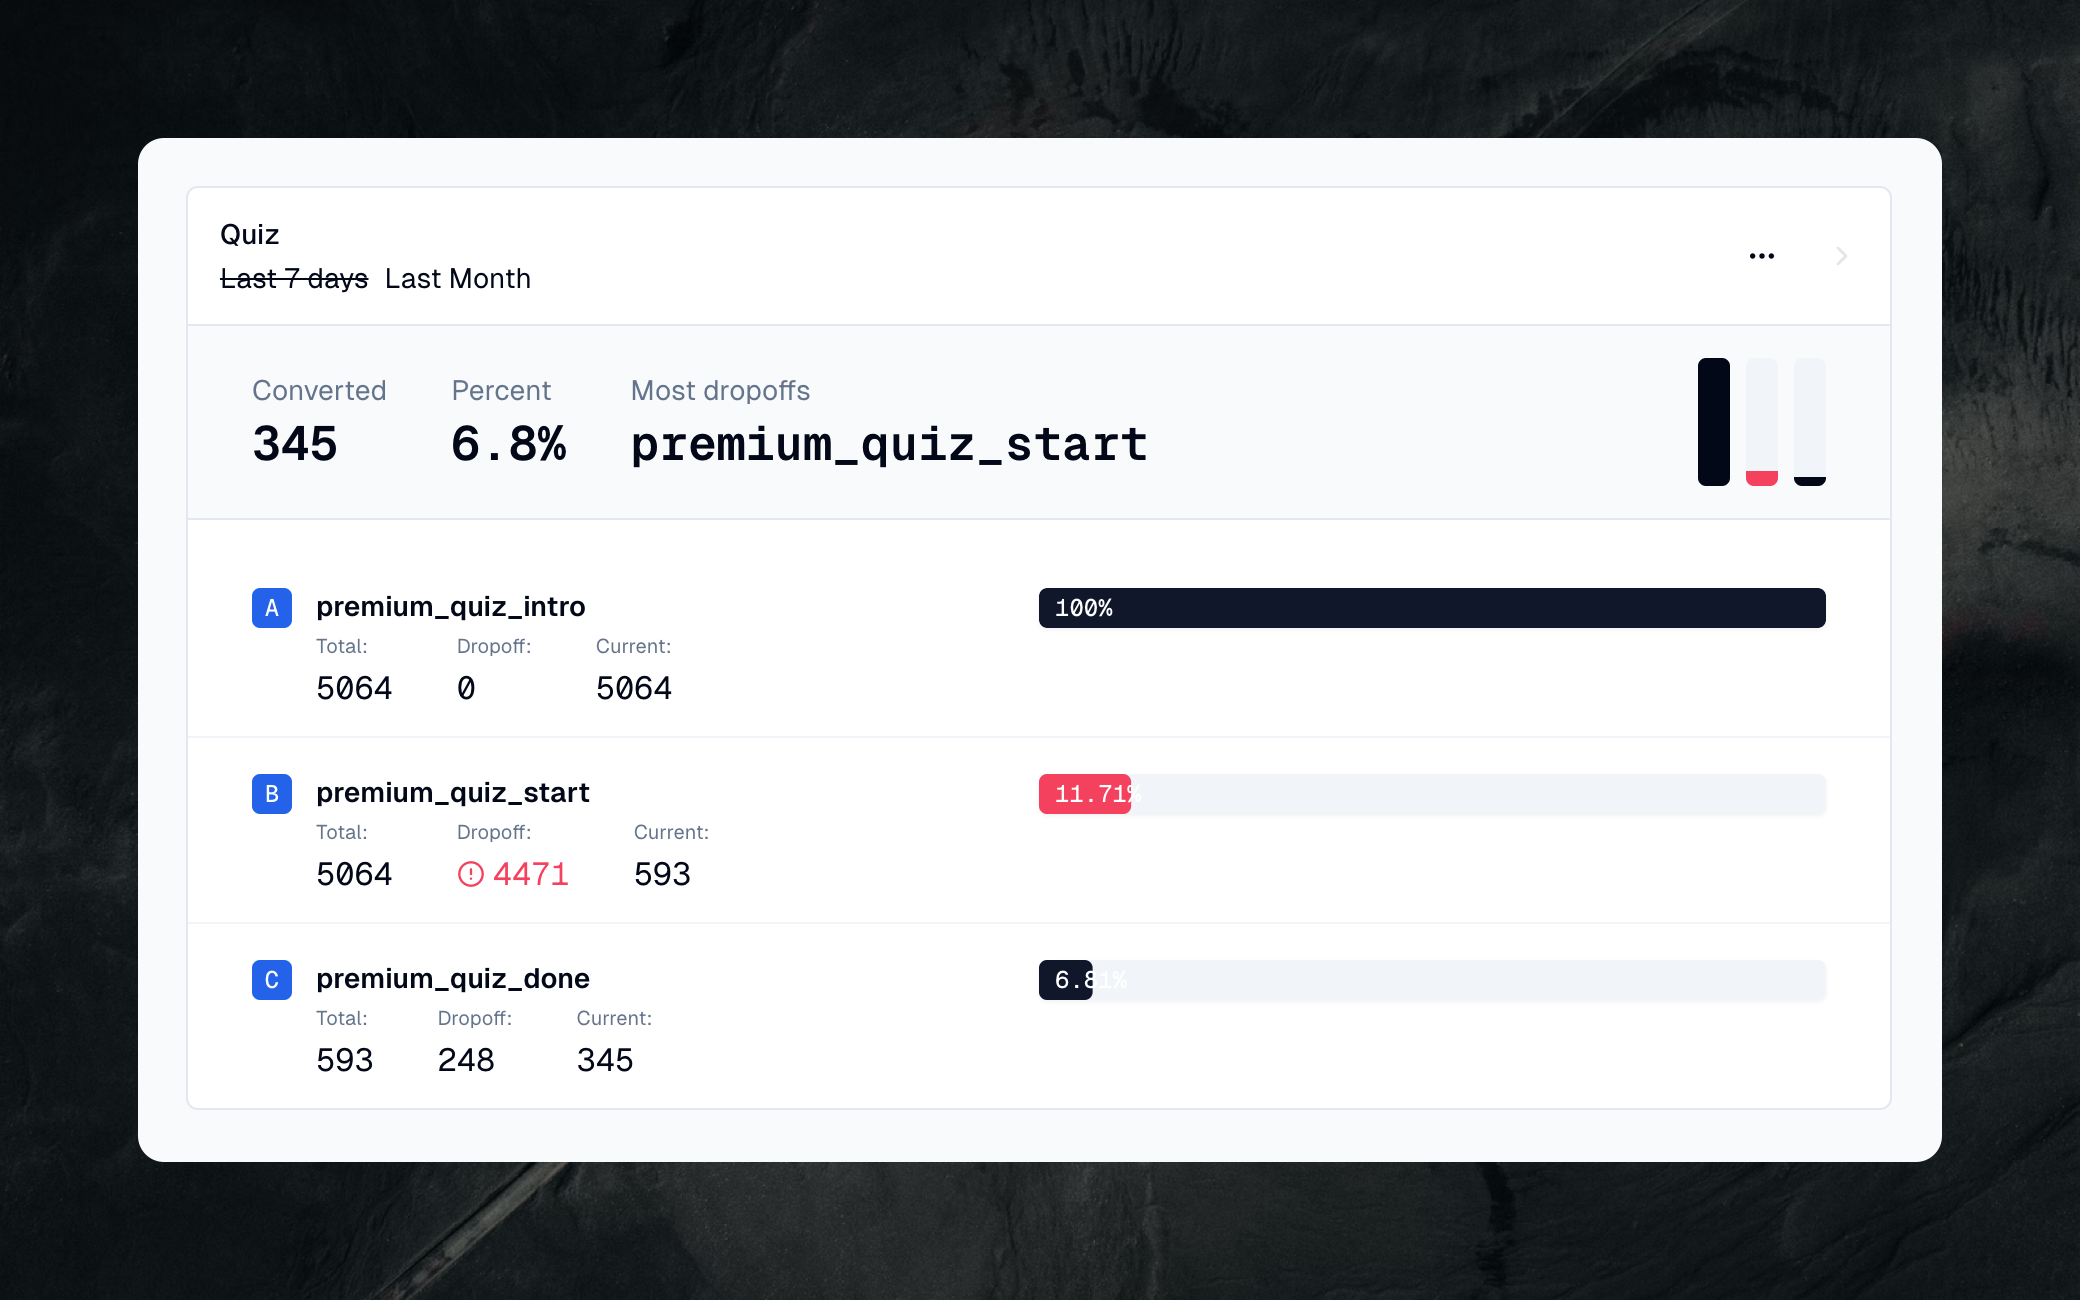 Quiz
Last 7 days Last Month
Converted Percent Most dropoffs
345 6.8% premium_quiz_start
A premium_quiz_intro 100%
Total: Dropoff: Current:
5064 0 5064
B premium_quiz_start 11.71%
Total: Dropoff: Current:
5064 4471 593
C premium_quiz_done 6.81%
Total: Dropoff: Current:
593 248 345